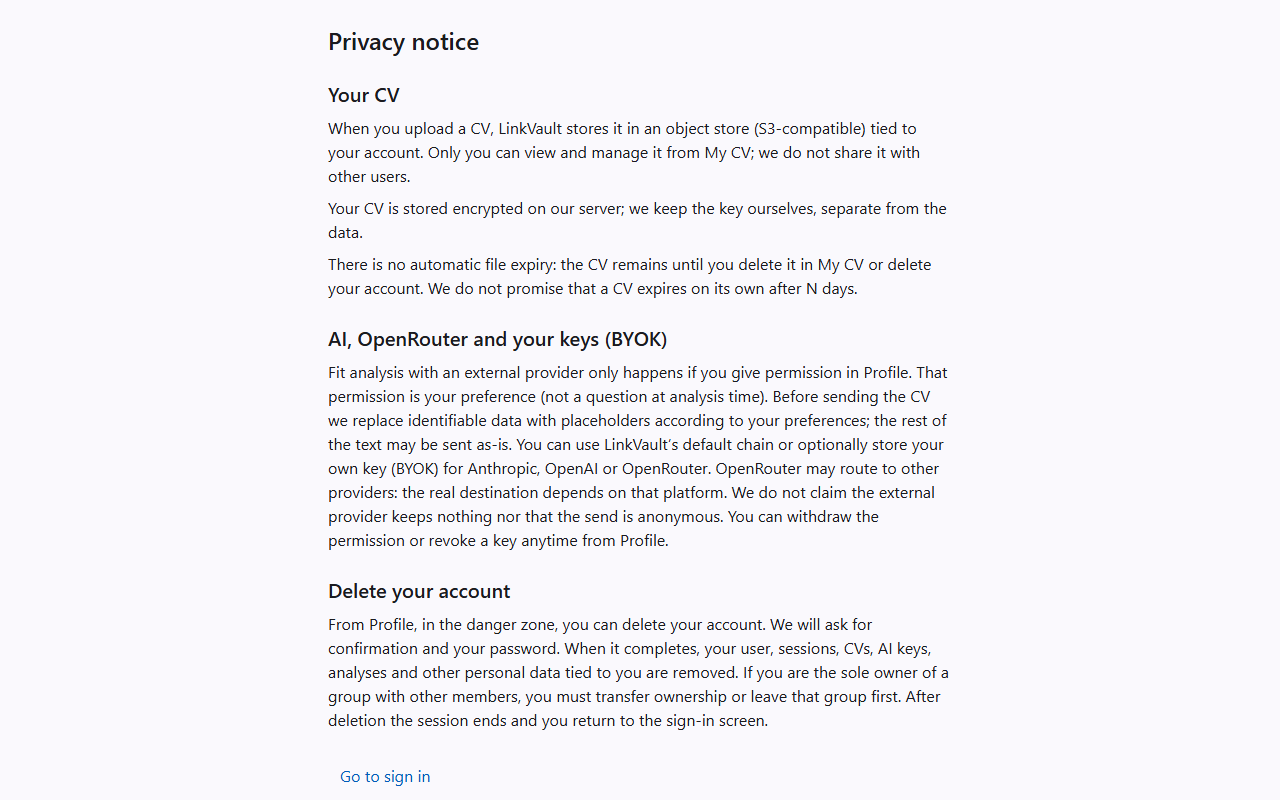 Privacy notice
Your CV
When you upload a CV, LinkVault stores it in an object store (S3-compatible) tied to
your account. Only you can view and manage it from My CV; we do not share it with
other users.
Your CV is stored encrypted on our server; we keep the key ourselves, separate from the
data.
There is no automatic file expiry: the CV remains until you delete it in My CV or delete
your account. We do not promise that a CV expires on its own after N days.
AI, OpenRouter and your keys (BYOK)
Fit analysis with an external provider only happens if you give permission in Profile. That
permission is your preference (not a question at analysis time). Before sending the CV
we replace identifiable data with placeholders according to your preferences; the rest of
the text may be sent as-is. You can use LinkVault's default chain or optionally store your
own key (BYOK) for Anthropic, OpenAI or OpenRouter. OpenRouter may route to other
providers: the real destination depends on that platform. We do not claim the external
provider keeps nothing nor that the send is anonymous. You can withdraw the
permission or revoke a key anytime from Profile.
Delete your account
From Profile, in the danger zone, you can delete your account. We will ask for
confirmation and your password. When it completes, your user, sessions, CVs, AI keys,
analyses and other personal data tied to you are removed. If you are the sole owner of a
group with other members, you must transfer ownership or leave that group first. After
deletion the session ends and you return to the sign-in screen.
Go to sign in